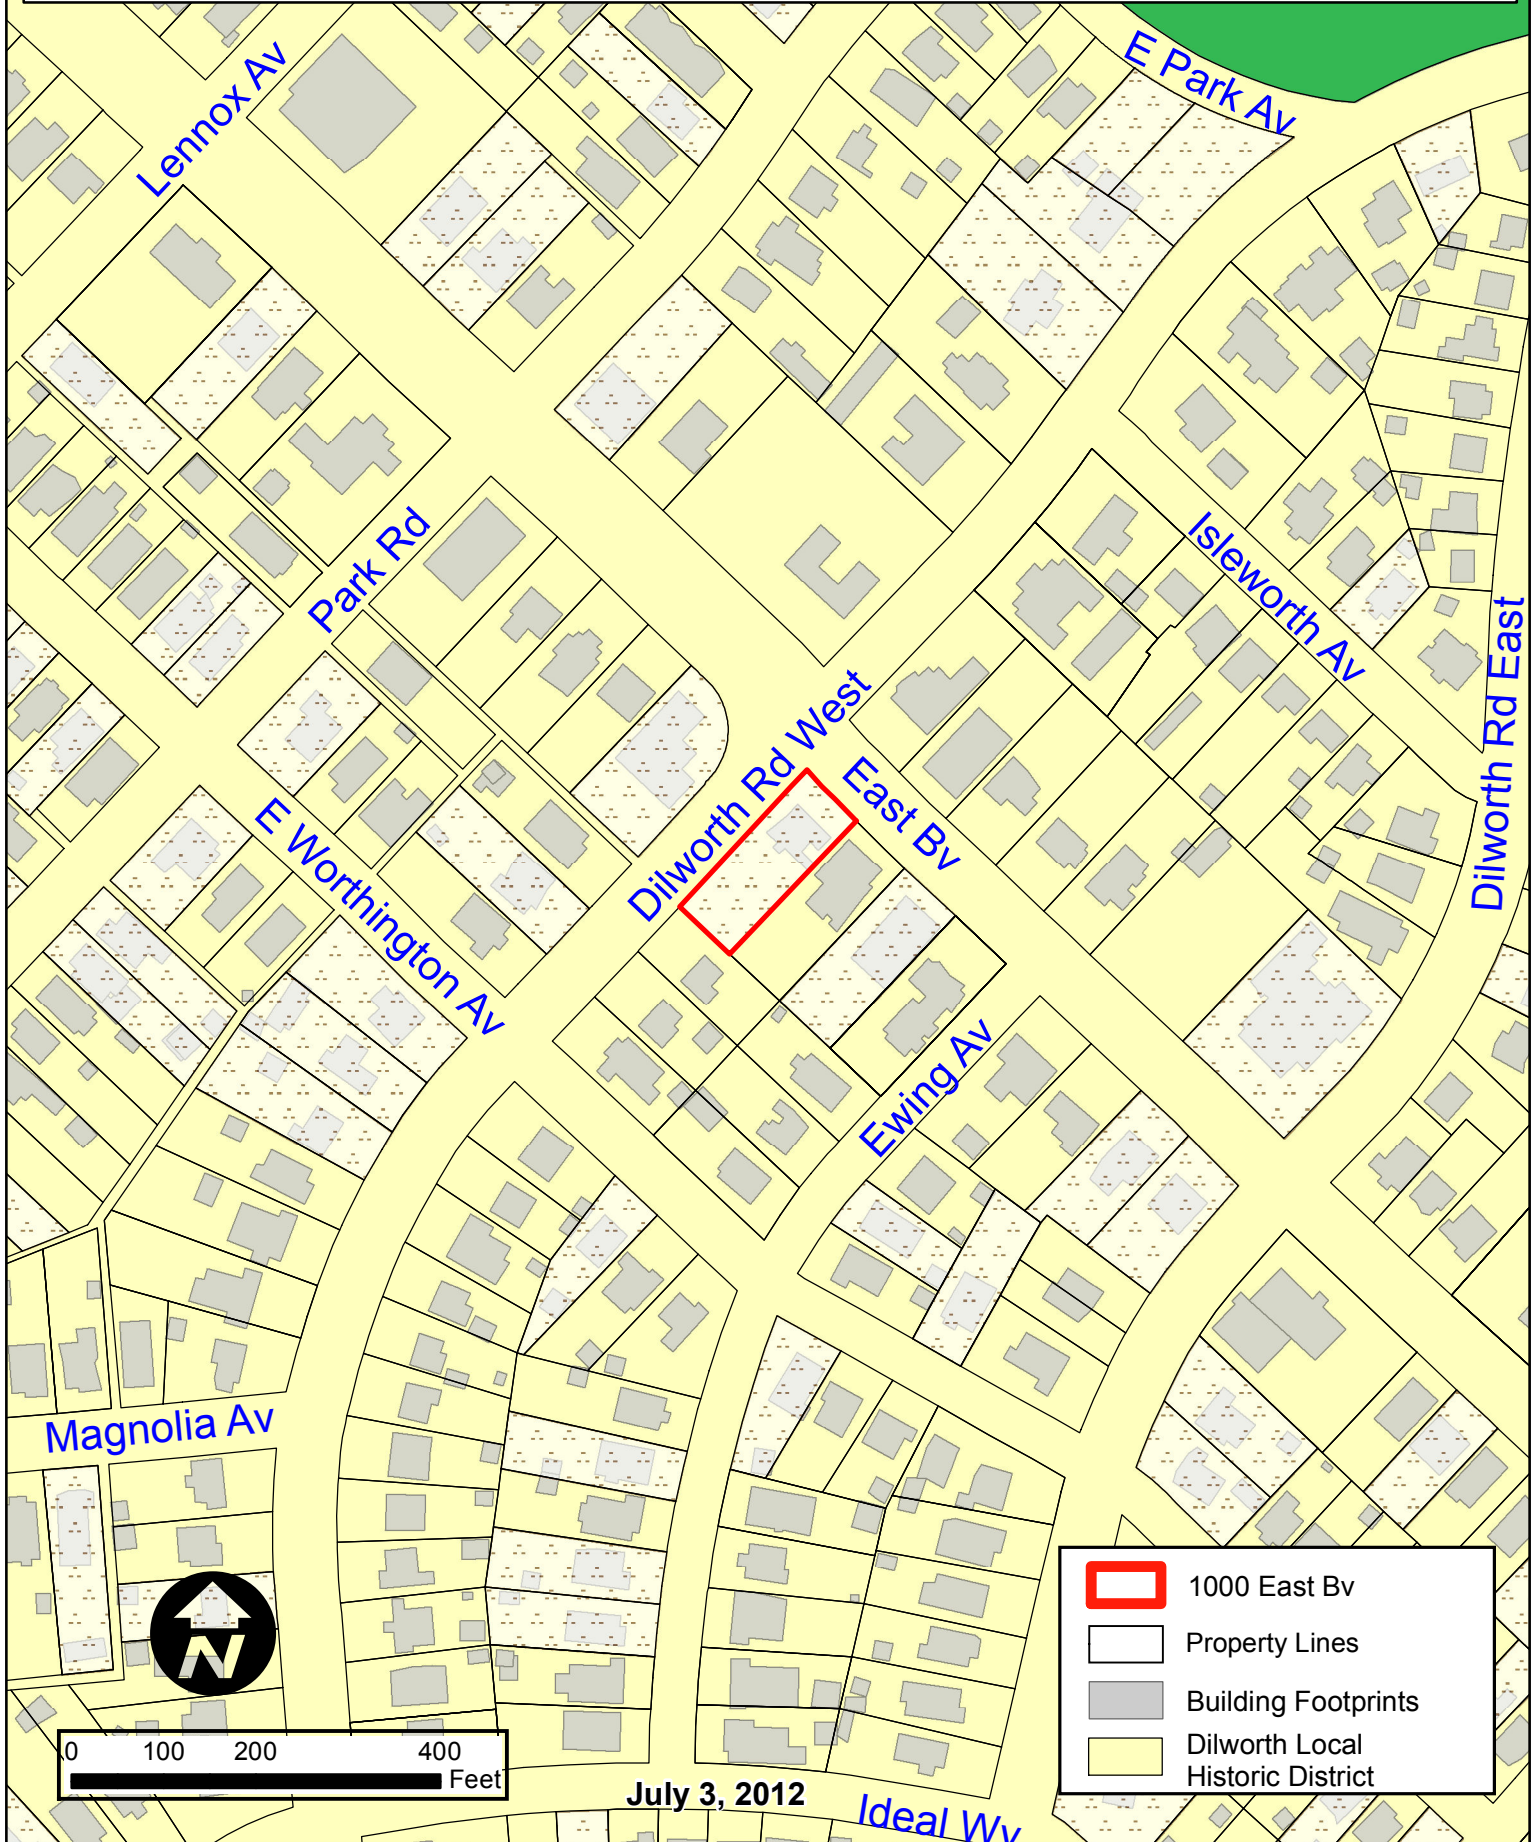 E Park Av
Lennox Av
Park Rd
Isleworth Av
Dilworth Rd East
Dilworth Rd West
East Bv
E Worthington Av
Ewing Av
Magnolia Av
N
1000 East Bv
Property Lines
Building Footprints
Dilworth Local
Historic District
0 100 200 400
Feet
July 3, 2012
Ideal Wy